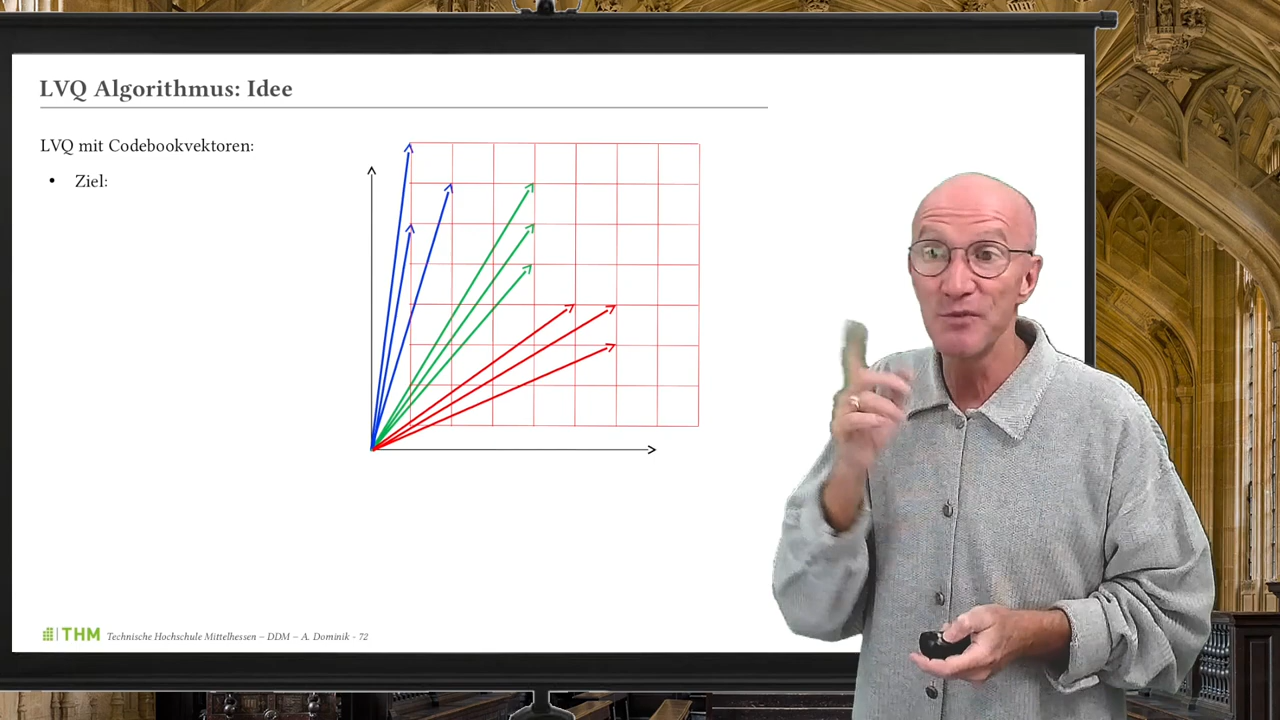 LVQ Algorithmus: Idee
LVQ mit Codebookvektoren:
• Ziel:
THM Technische Hochschule Mittelhessen – DDM – A. Dominik - 72